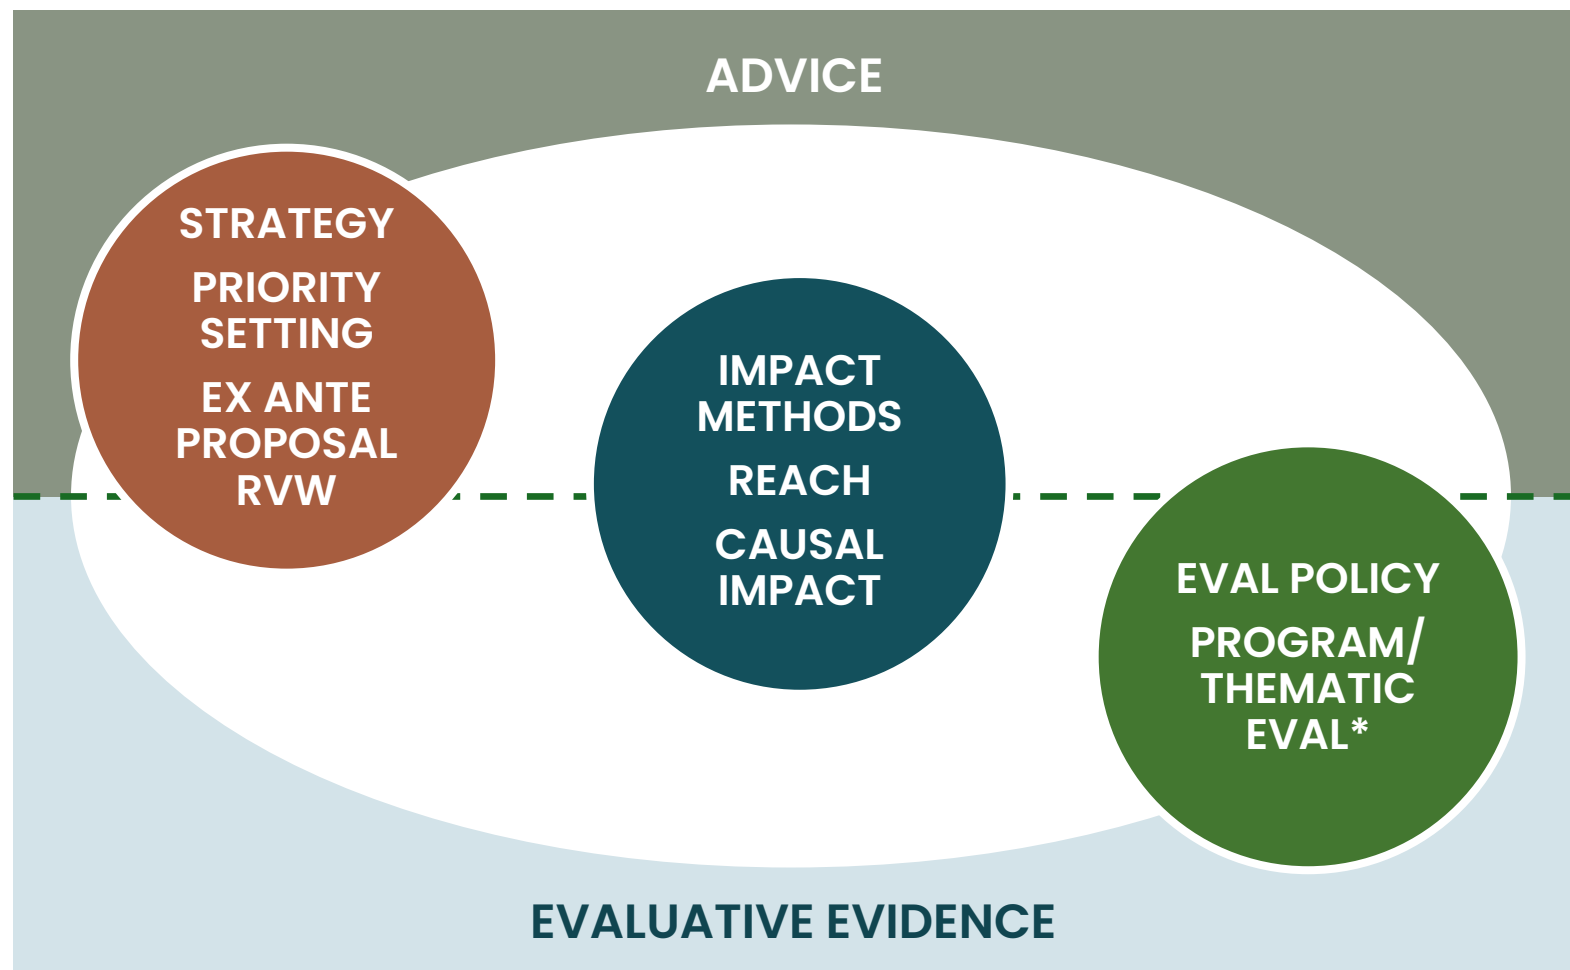 ADVICE
STRATEGY
PRIORITY
SETTING
EX ANTE
PROPOSAL
RVW
IMPACT
METHODS
REACH
CAUSAL
IMPACT
EVAL POLICY
PROGRAM/
THEMATIC
EVAL*
EVALUATIVE EVIDENCE